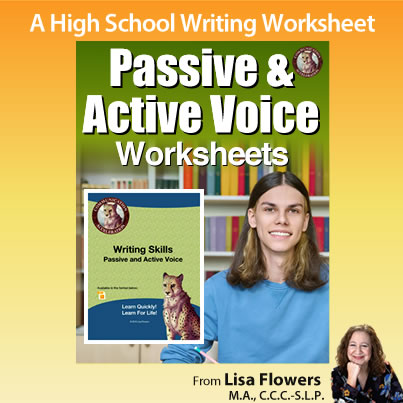 A High School Writing Worksheet
Passive &
Active Voice
Worksheets
Writing Skills
Passive and Active Voice
Learn Quickly!
Learn For Life!
From Lisa Flowers
M.A., C.C.C.-S.L.P.